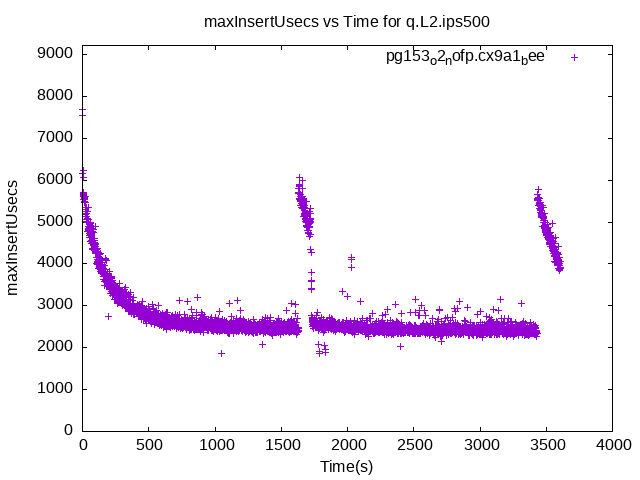 maxInsertUsecs vs Time for q.L2.ips500
pg153o2nofp.cx9a1bee
9000
8000
7000
6000
5000
4000
3000
2000
1000
0
maxInsertUsecs
0 500 1000 1500 2000 2500 3000 3500 4000
Time(s)